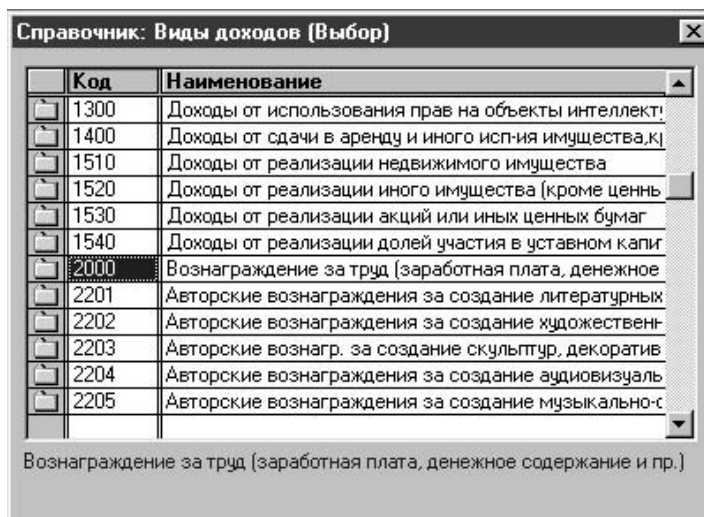 Справочник: Виды доходов (Выбор)
Код Наименование
1300 Доходы от использования прав на объекты интеллект
1400 Доходы от сдачи в аренду и иного исп-ия имущества,к
1510 Доходы от реализации недвижимого имущества
1520 Доходы от реализации иного имущества (кроме ценнь
1530 Доходы от реализации акций или иных ценных бумаг
1540 Доходы от реализации долей участия в уставном капи
2000 Вознаграждение за труд (заработная плата, денежное
2201 Авторские вознаграждения за создание литературных
2202 Авторские вознаграждения за создание художествен
2203 Авторские вознагр. за создание скульптур, декоратив
2204 Авторские вознаграждения за создание аудиовизуаль
2205 Авторские вознаграждения за создание музыкально-с
Вознаграждение за труд (заработная плата, денежное содержание и пр.)